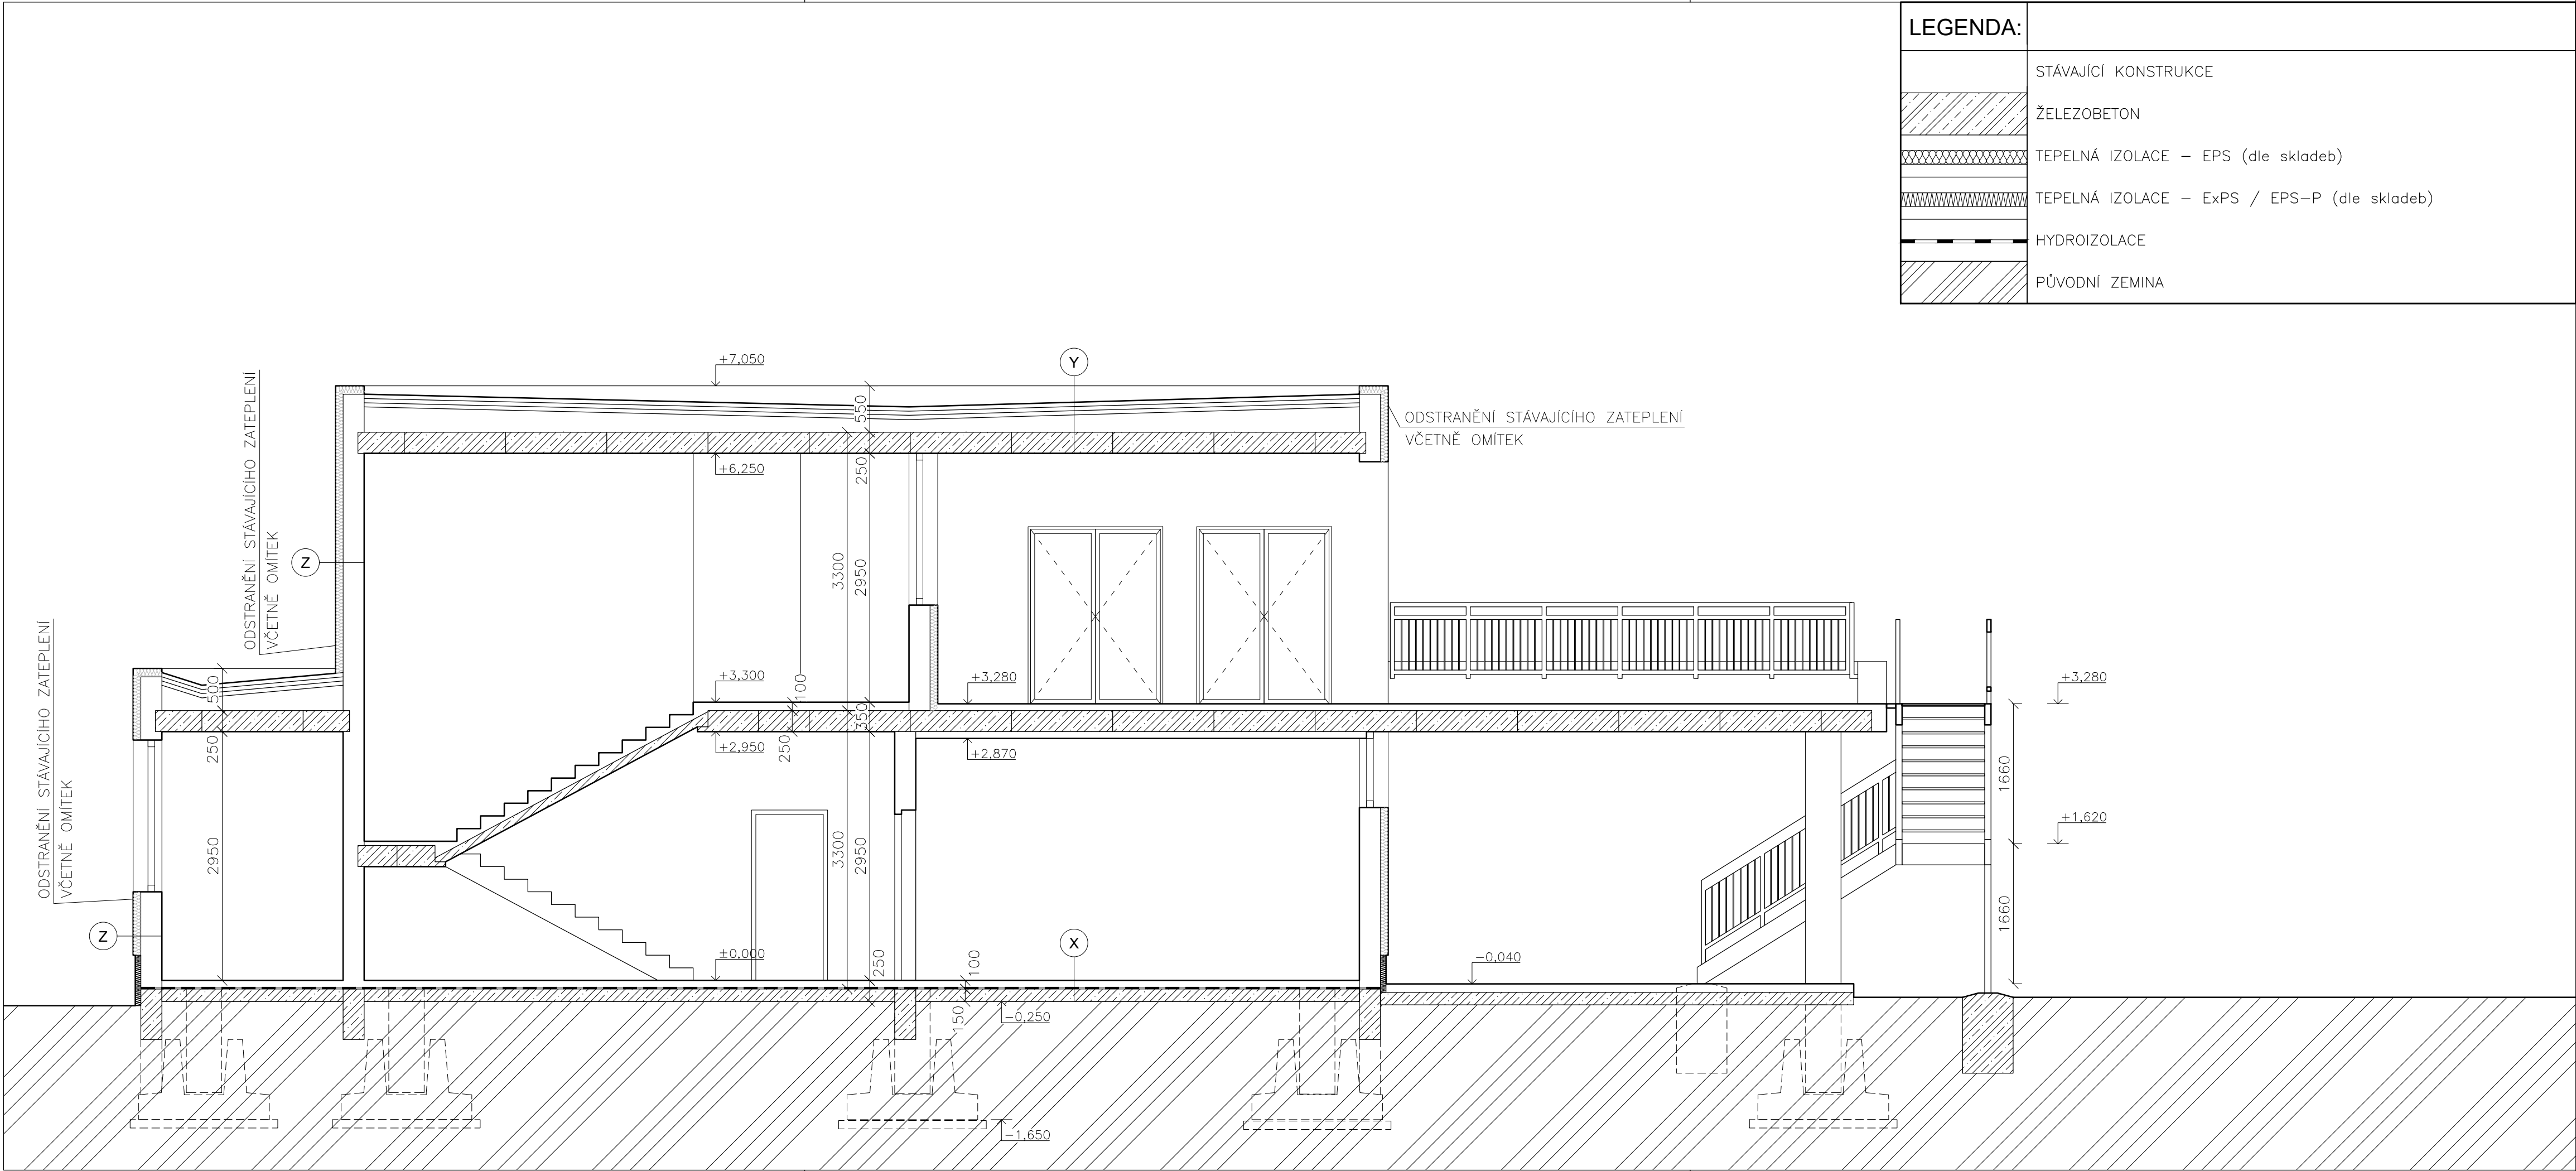 LEGENDA:
STÁVAJÍCÍ KONSTRUKCE
ŽELEZOBETON
TEPELNÁ IZOLACE – EPS (dle skladeb)
TEPELNÁ IZOLACE – ExPS / EPS–P (dle skladeb)
HYDROIZOLACE
PŮVODNÍ ZEMINA
+7,050
Y
550
ODSTRANĚNÍ STÁVAJÍCÍHO ZATEPLENÍ
VČETNĚ OMÍTEK
ODSTRANĚNÍ STÁVAJÍCÍHO ZATEPLENÍ
VČETNĚ OMÍTEK
+6,250
250
Z
3300
2950
ODSTRANĚNÍ STÁVAJÍCÍHO ZATEPLENÍ
VČETNĚ OMÍTEK
500
+3,300
100
+3,280
+3,280
350
250
+2,950
250
+2,870
1660
+1,620
2950
3300
2950
1660
Z
X
±0,000
250
100
-0,040
150
-0,250
-1,650